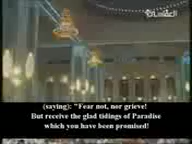 (saying): "Fear not, nor grieve!
But receive the glad tidings of Paradise
which you have been promised!